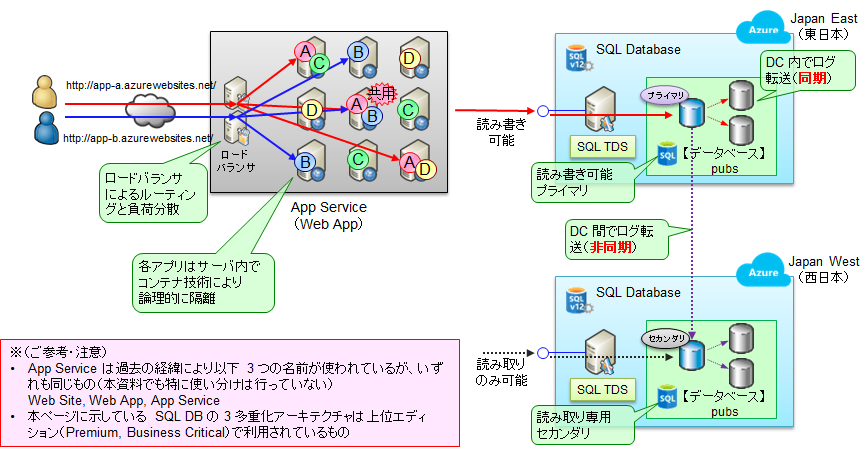 http://app-a.azurewebsites.net/
http://app-b.azurewebsites.net/
ロード
バランサ
A
C
B
D
D
共用
A
B
C
B
C
A
D
App Service
（Web App）
ロードバランサ
によるルーティン
グと負荷分散
各アプリはサーバ内で
コンテナ技術により
論理的に隔離
読み書き
可能
Japan East
（東日本）
Azure
SQL Database
SQL
v12
SQL TDS
プライマリ
DC 内でログ
転送（同期）
SQL
【データベース】
pubs
読み書き可能
プライマリ
DC 間でログ転
送（非同期）
Japan West
（西日本）
Azure
SQL Database
SQL
v12
SQL TDS
セカンダリ
SQL
【データベース】
pubs
読み取り
のみ可能
読み取り専用
セカンダリ
※（ご参考・注意）
• App Service は過去の経緯により以下 3 つの名前が使われているが、いず
れも同じもの（本資料でも特に使い分けは行っていない）
Web Site, Web App, App Service
• 本ページに示している SQL DB の 3 多重化アーキテクチャは上位エディ
ション（Premium, Business Critical）で利用されているもの